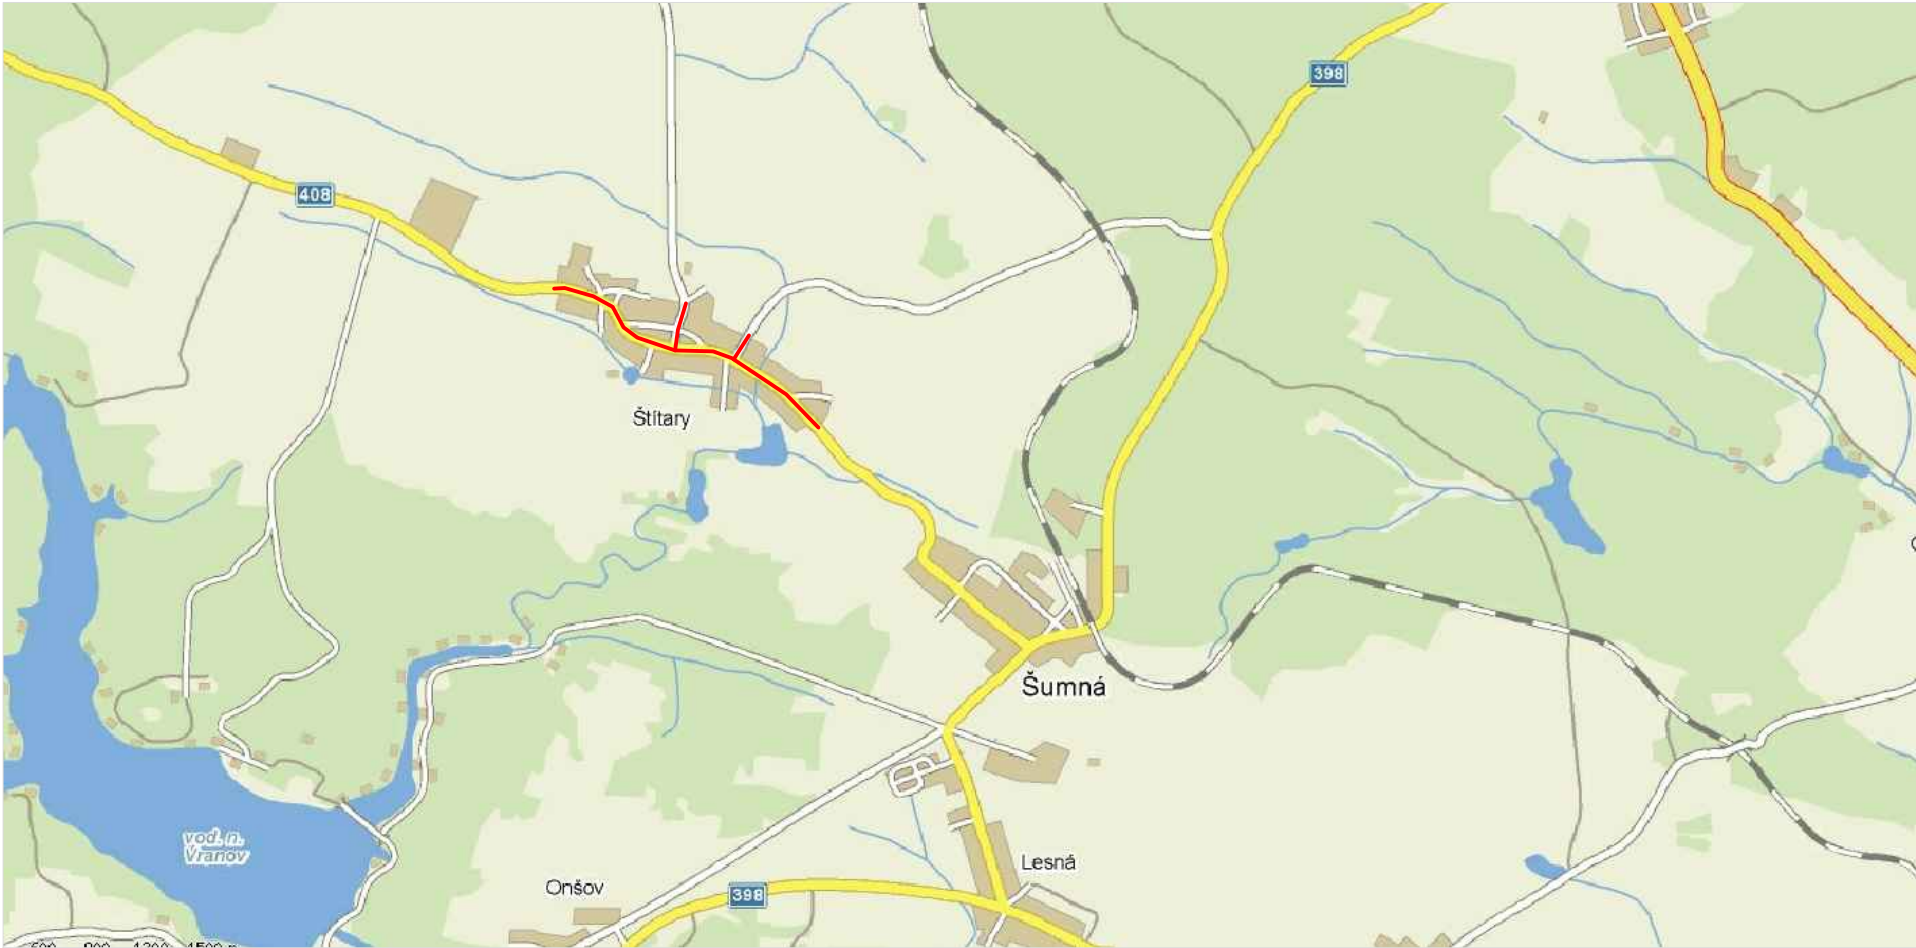 398
408
Štítary
Šumná
vod. n.
Vranov
Lesná
Onšov
398